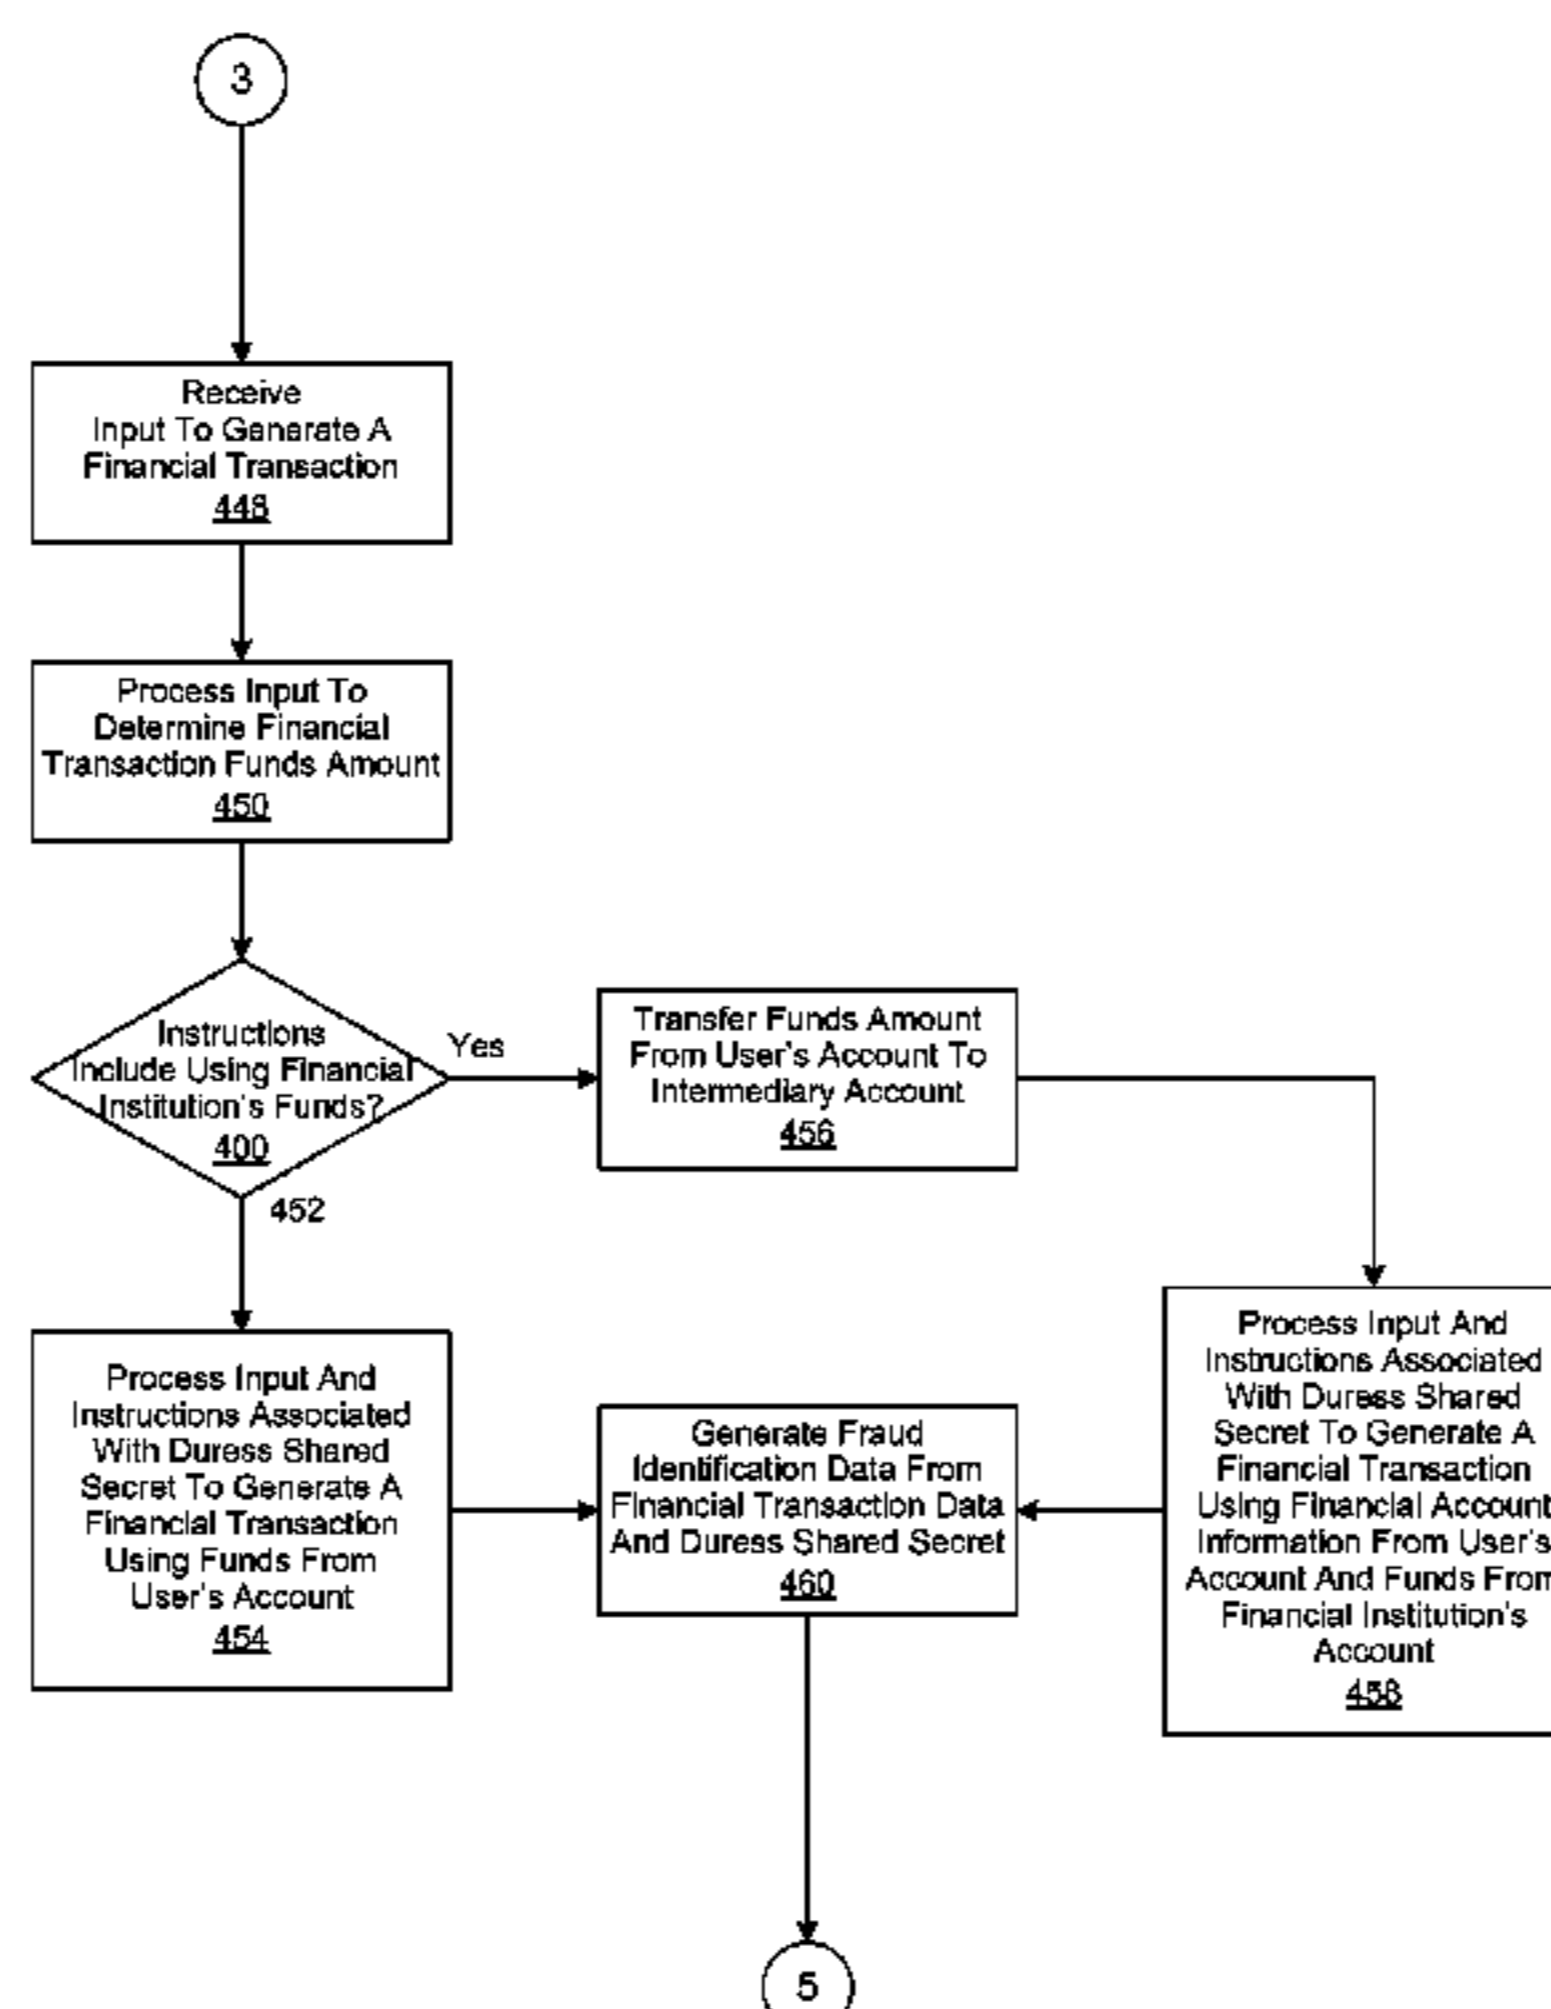 3
Receive
Input To Generate A
Financial Transaction
448
Process Input To
Determine Financial
Transaction Funds Amount
450
Instructions
Include Using Financial
Institution's Funds?
400
Yes
452
Transfer Funds Amount
From User's Account To
Intermediary Account
456
Process Input And
Instructions Associated
With Duress Shared
Secret To Generate A
Financial Transaction
Using Funds From
User's Account
454
Generate Fraud
Identification Data From
Financial Transaction Data
And Duress Shared Secret
460
Process Input And
Instructions Associated
With Duress Shared
Secret To Generate A
Financial Transaction
Using Financial Account
Information From User's
Account And Funds From
Financial Institution's
Account
458
5